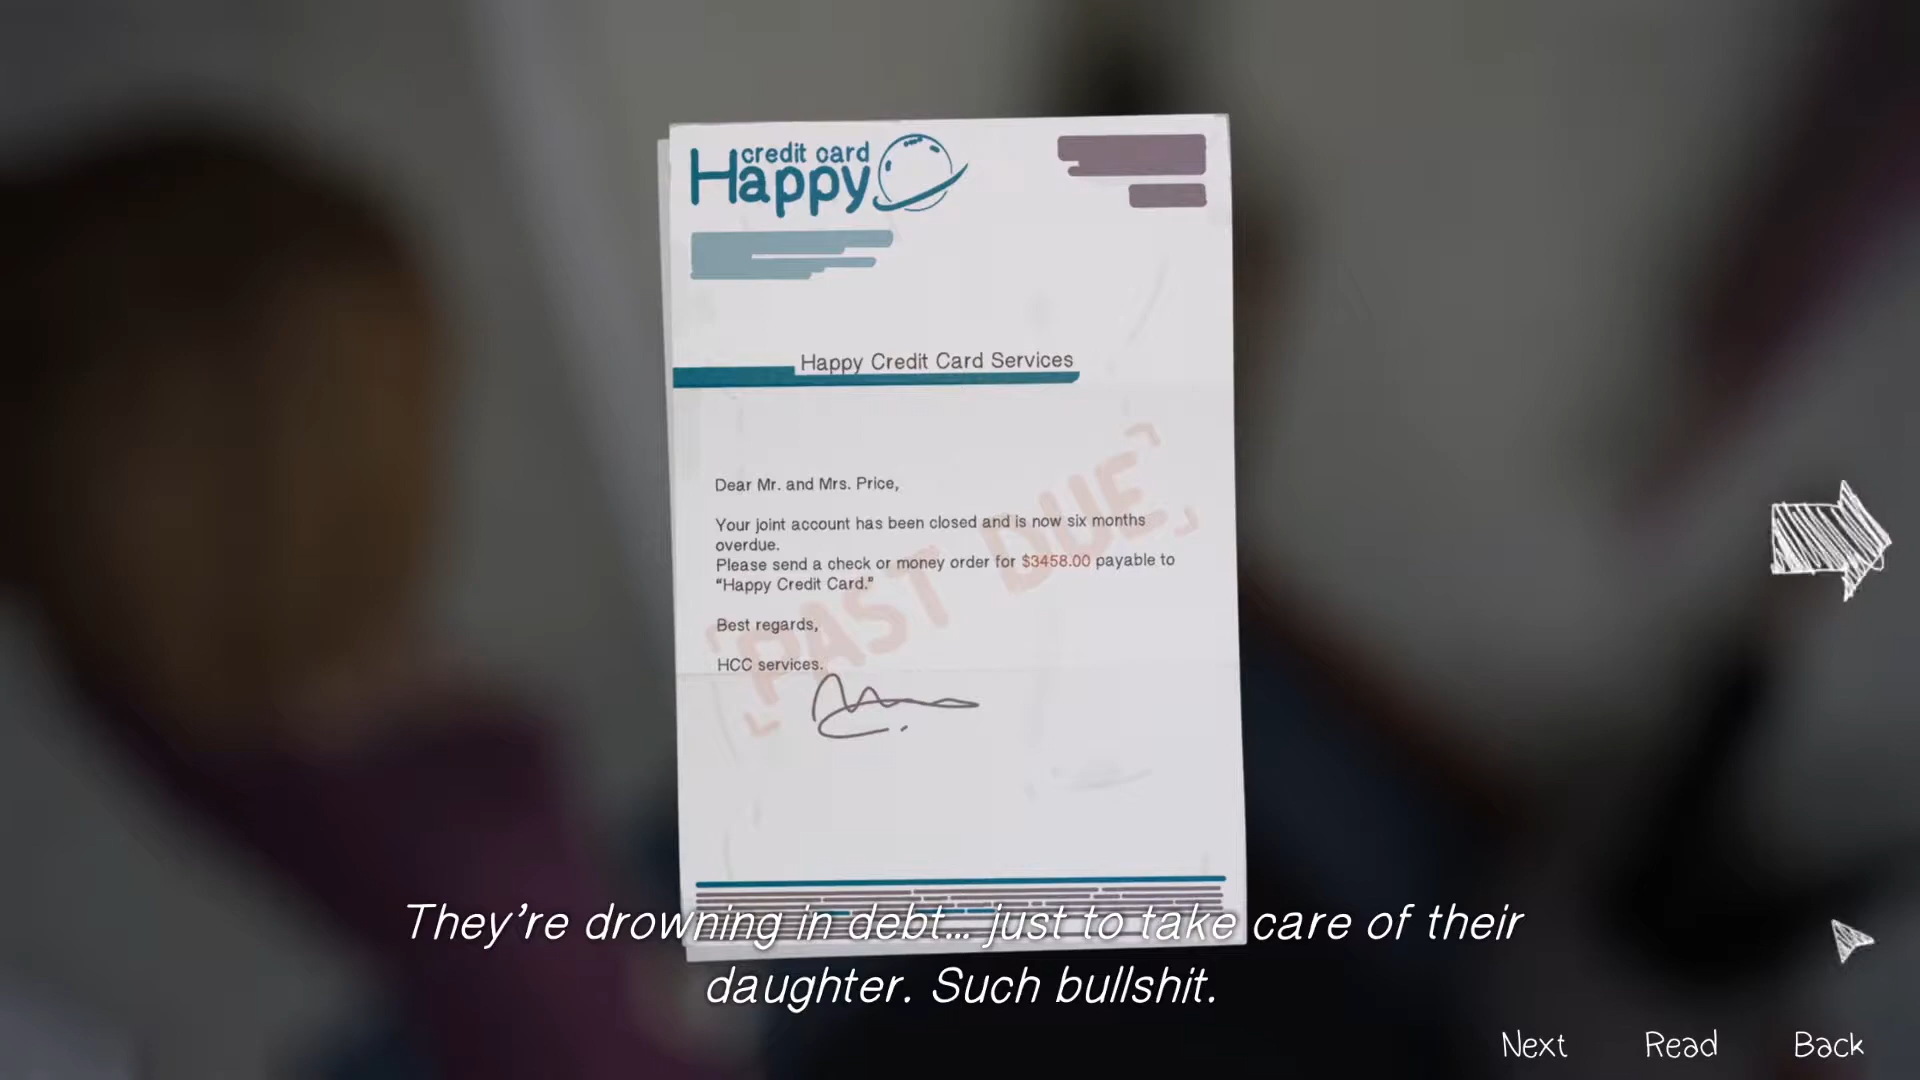 credit card
Happy
Happy Credit Card Services
Dear Mr. and Mrs. Price,
Your joint account has been closed and is now six months
overdue.
Please send a check or money order for $3458.00 payable to
“Happy Credit Card.”
PAST DUE
Best regards,
HCC services.
They’re drowning in debt... just to take care of their
daughter. Such bullshit.
Next Read Back